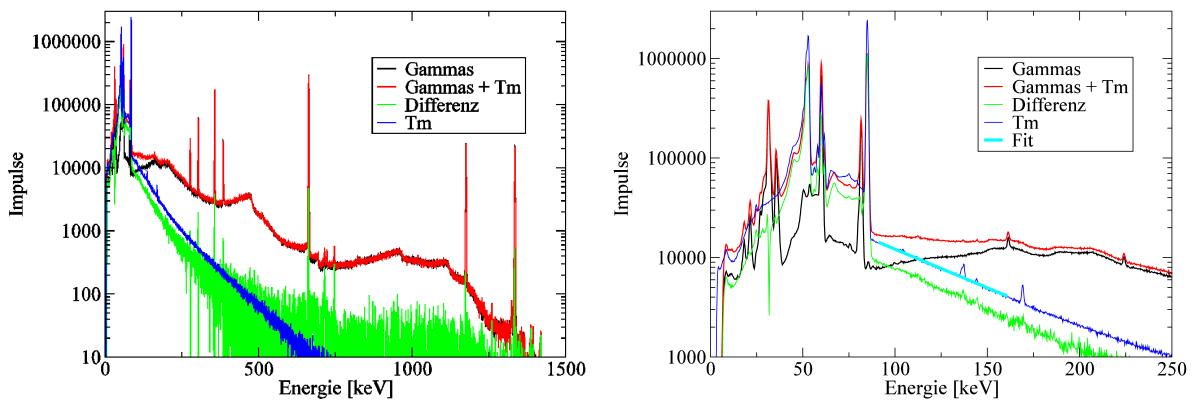 1000000
100000
10000
1000
100
10
Impulse
0
500
1000
1500
Energie [keV]
Gammas
Gammas + Tm
Differenz
Tm
1000000
100000
10000
1000
Impulse
0
50
100
150
200
250
Energie [keV]
Gammas
Gammas + Tm
Differenz
Tm
Fit